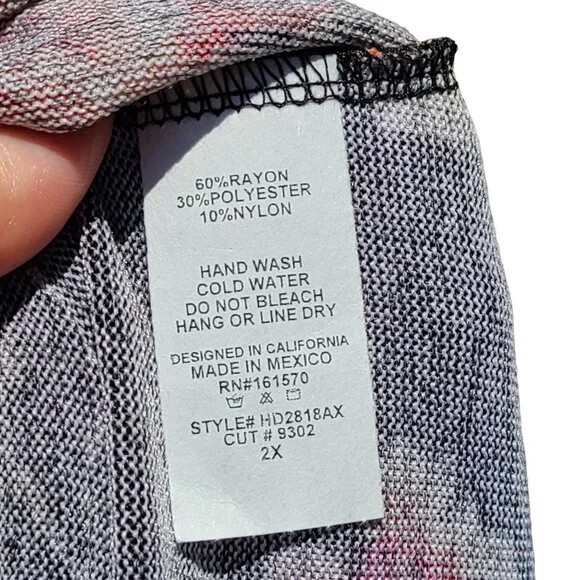 60%RAYON
30%POLYESTER
10%NYLON
HAND WASH
COLD WATER
DO NOT BLEACH
HANG OR LINE DRY
DESIGNED IN CALIFORNIA
MADE IN MEXICO
RN#161570
STYLE# HD2818AX
CUT # 9302
2X